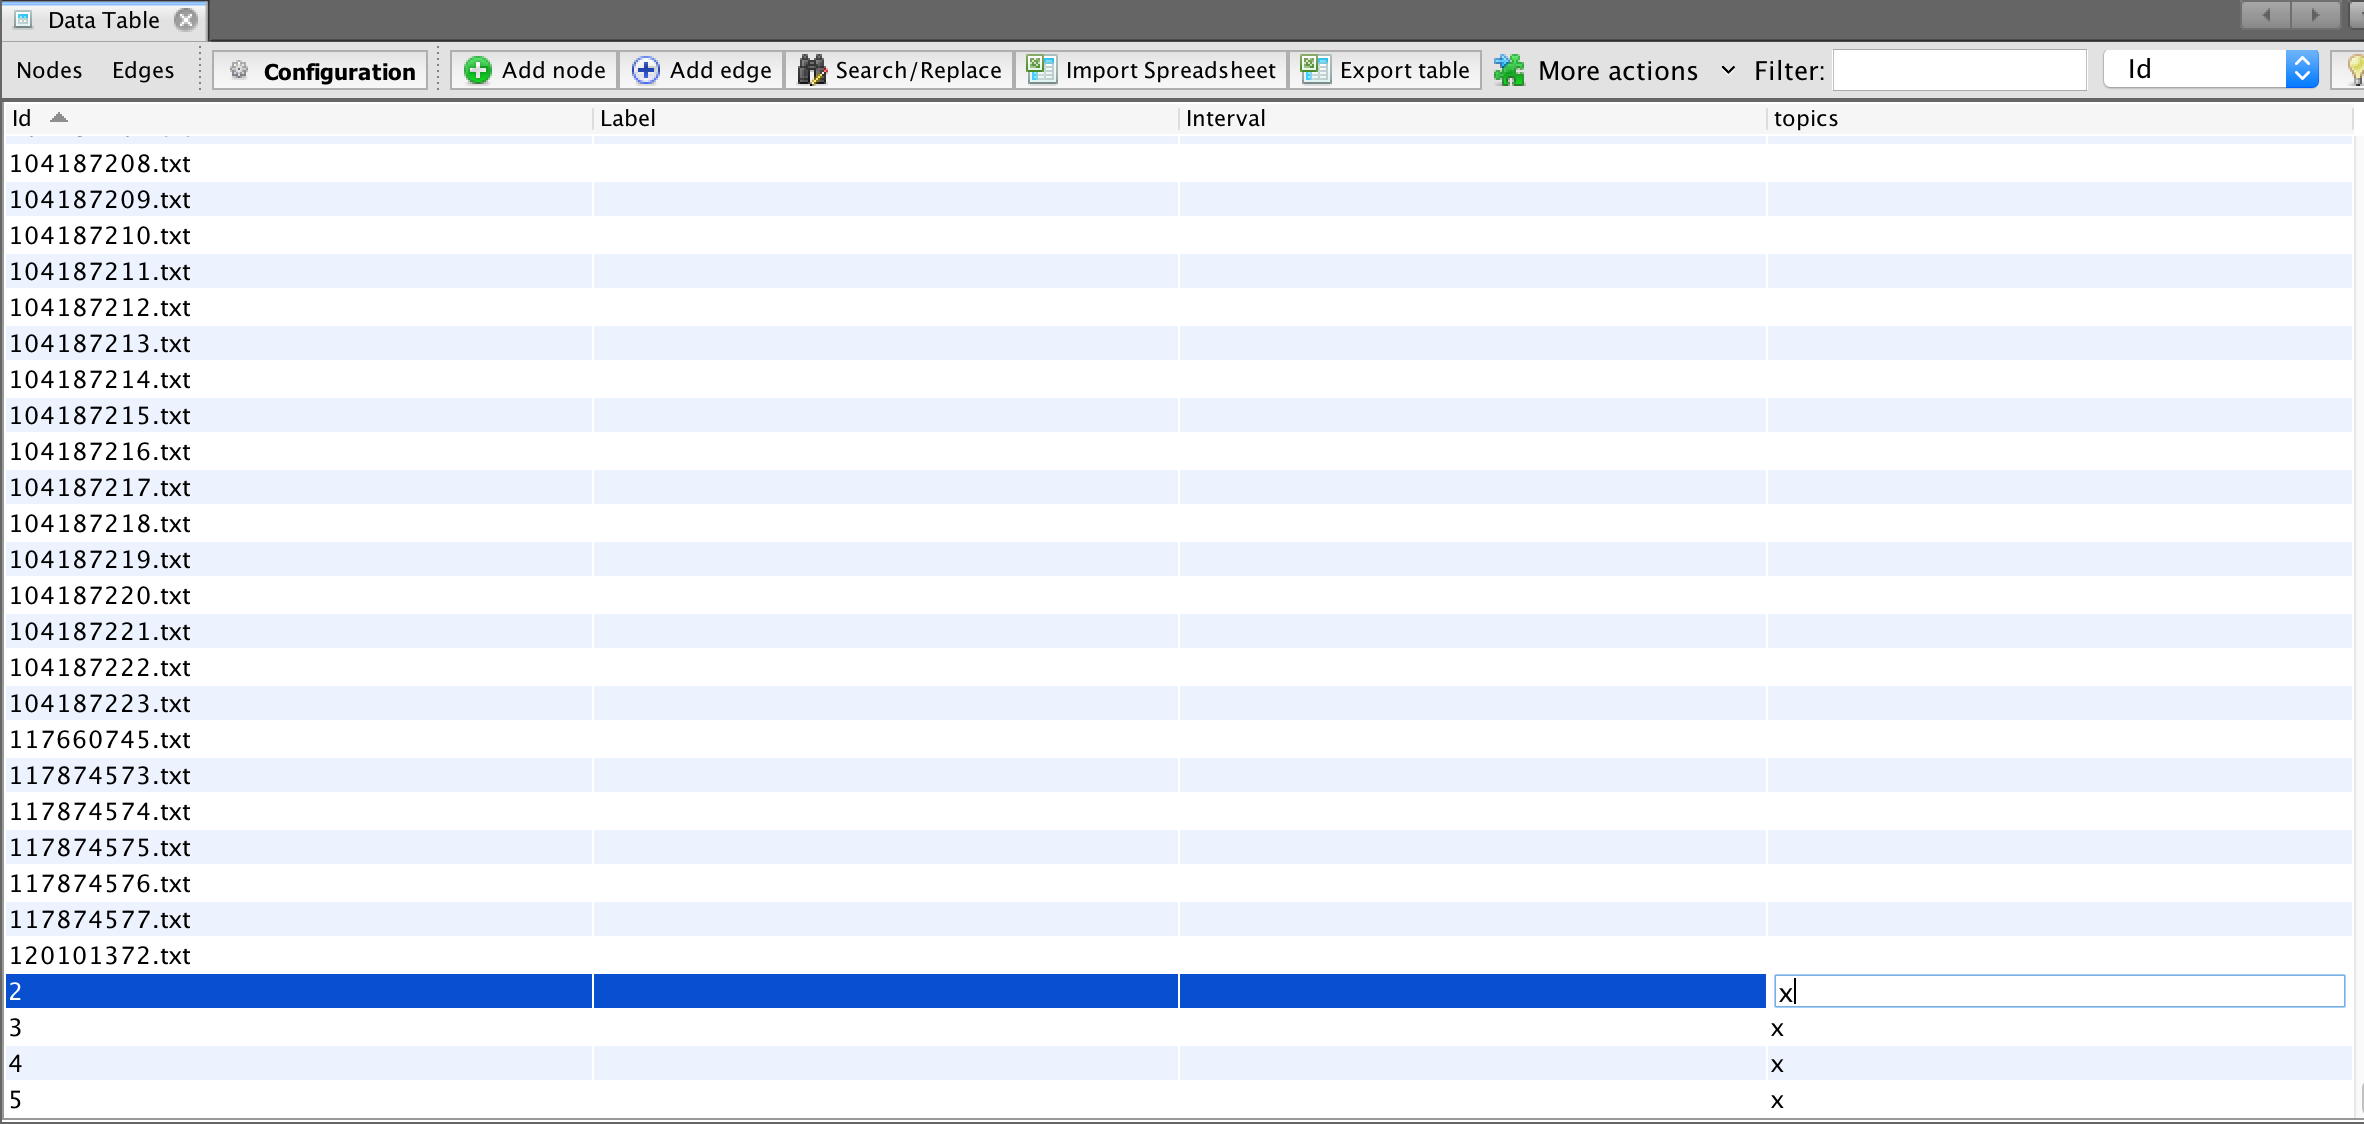 Data Table
Nodes Edges Configuration Add node Add edge Search/Replace Import Spreadsheet Export table More actions Filter: Id
Id Label Interval topics
104187208.txt
104187209.txt
104187210.txt
104187211.txt
104187212.txt
104187213.txt
104187214.txt
104187215.txt
104187216.txt
104187217.txt
104187218.txt
104187219.txt
104187220.txt
104187221.txt
104187222.txt
104187223.txt
117660745.txt
117874573.txt
117874574.txt
117874575.txt
117874576.txt
117874577.txt
120101372.txt
2 x
3 x
4 x
5 x